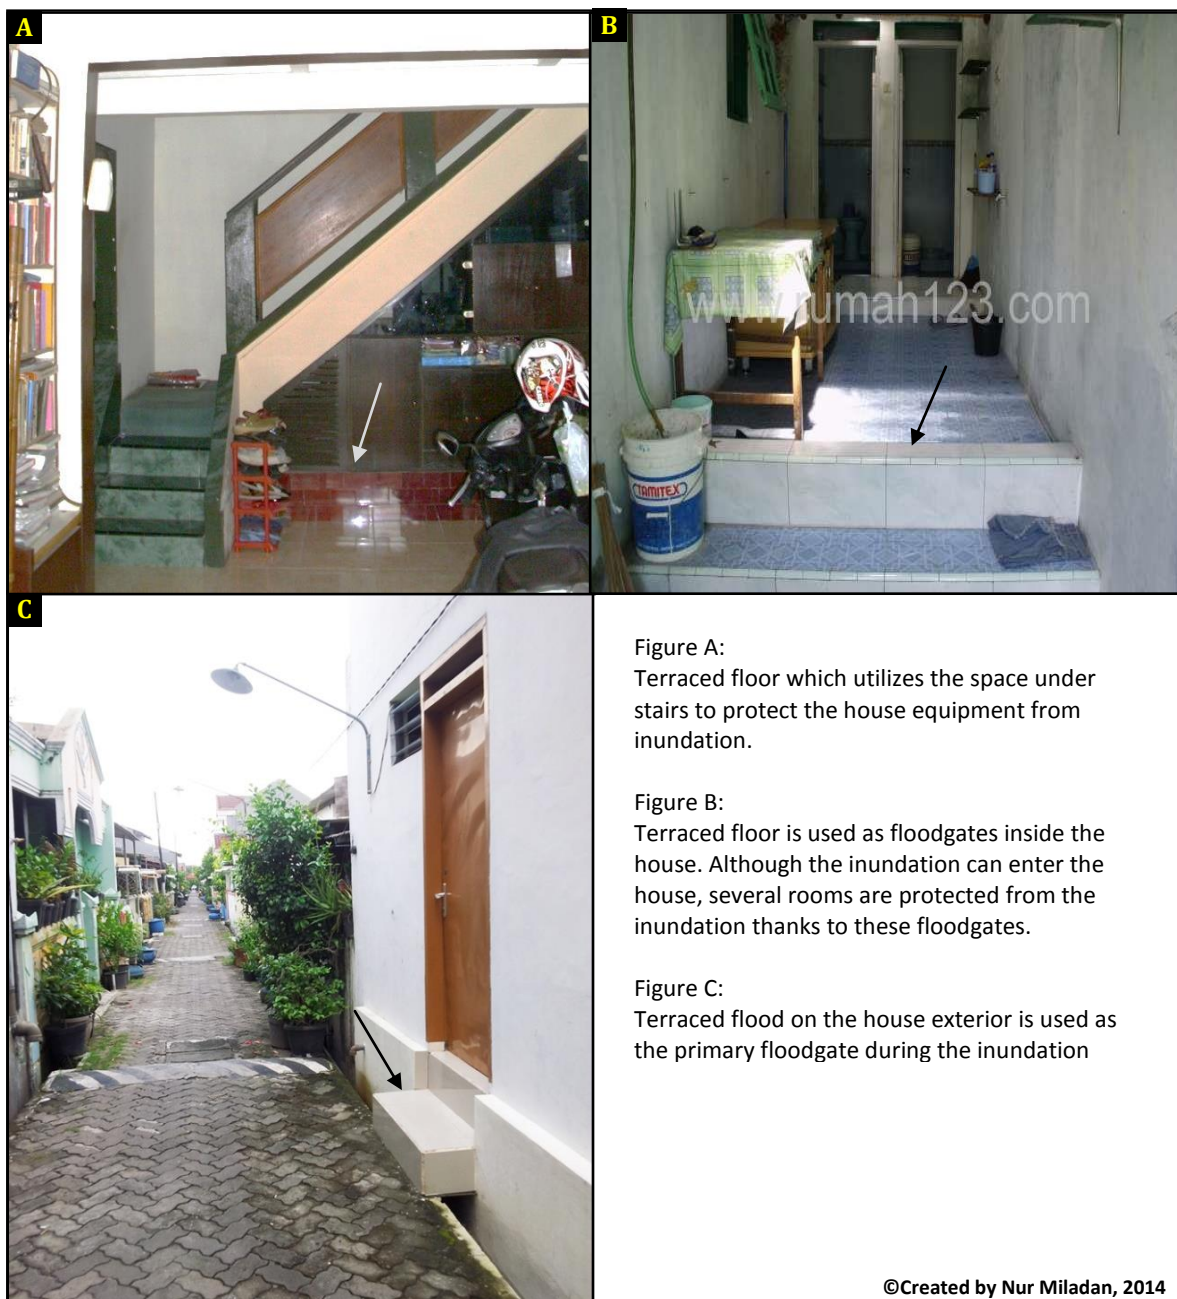 A
B
www.rumah123.com
TAMITEX
C
Figure A:
Terraced floor which utilizes the space under
stairs to protect the house equipment from
inundation.
Figure B:
Terraced floor is used as floodgates inside the
house. Although the inundation can enter the
house, several rooms are protected from the
inundation thanks to these floodgates.
Figure C:
Terraced flood on the house exterior is used as
the primary floodgate during the inundation
©Created by Nur Miladan, 2014